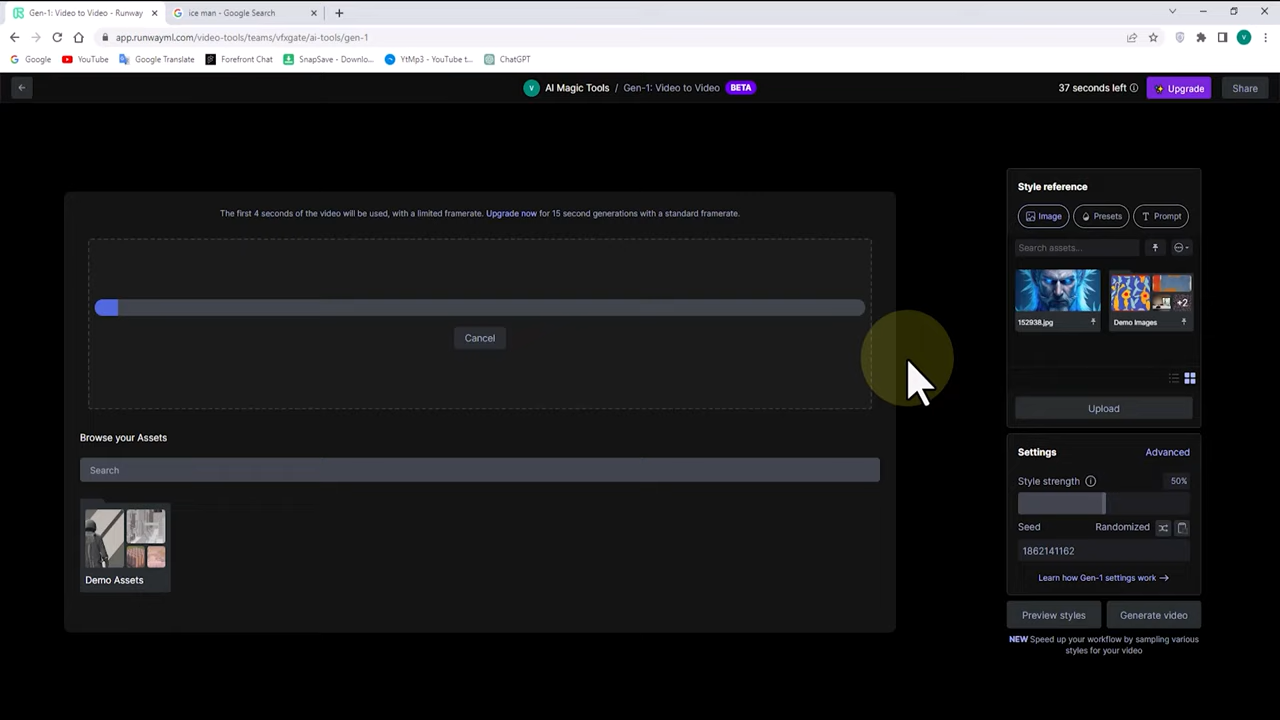 Gen-1: Video to Video - Runway
ice man - Google Search
app.runwayml.com/video-tools/teams/vfxgate/ai-tools/gen-1
Google
YouTube
Google Translate
Forefront Chat
SnapSave - Downlo...
YtMp3 - YouTube t...
ChatGPT
AI Magic Tools / Gen-1: Video to Video BETA
37 seconds left
Upgrade
Share
The first 4 seconds of the video will be used, with a limited framerate. Upgrade now for 15 second generations with a standard framerate.
Cancel
Browse your Assets
Search
Demo Assets
Style reference
Image
Presets
Prompt
Search assets...
152938.jpg
+2
Demo Images
Upload
Settings
Advanced
Style strength
50%
Seed
Randomized
1862141162
Learn how Gen-1 settings work →
Preview styles
Generate video
NEW Speed up your workflow by sampling various
styles for your video